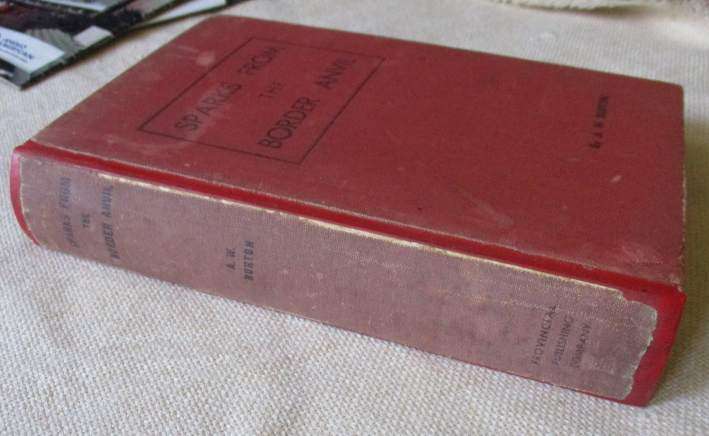 SPARKS FROM
THE
BORDER ANVIL
By A. W. BURTON
SPARKS FROM
THE
BORDER ANVIL
A. W.
BURTON
PROVINCIAL
PUBLISHING
COMPANY